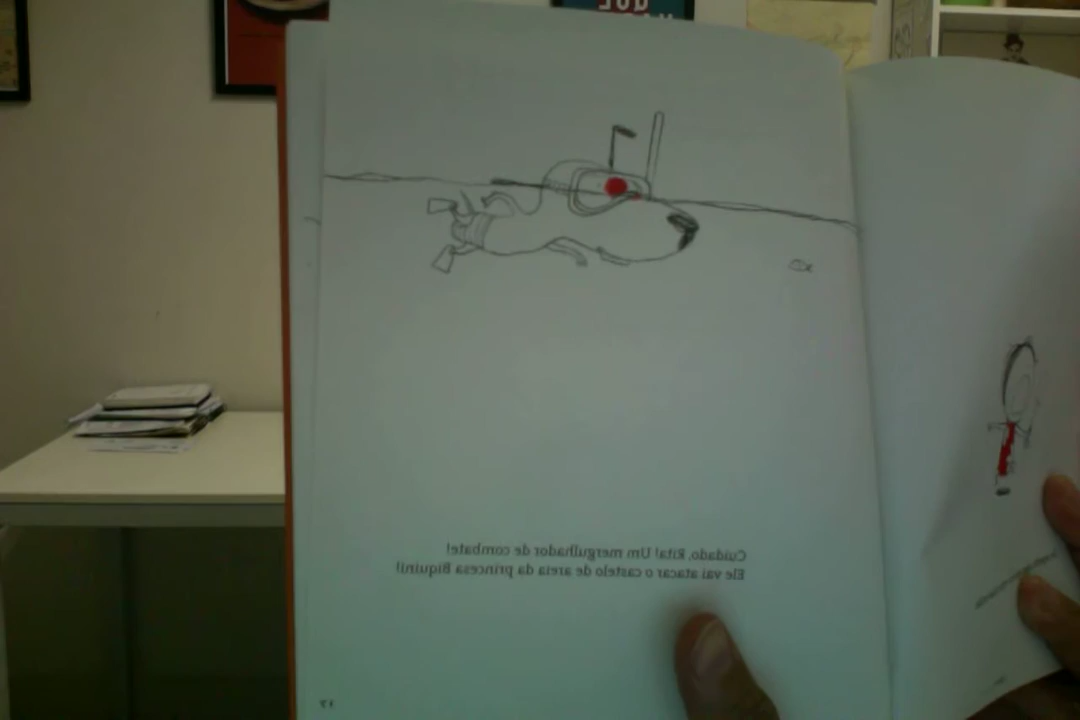 Cuidado, Rita! Um mergulhador de combate!
Ele vai atacar o castelo de areia da princesa Biquíni!